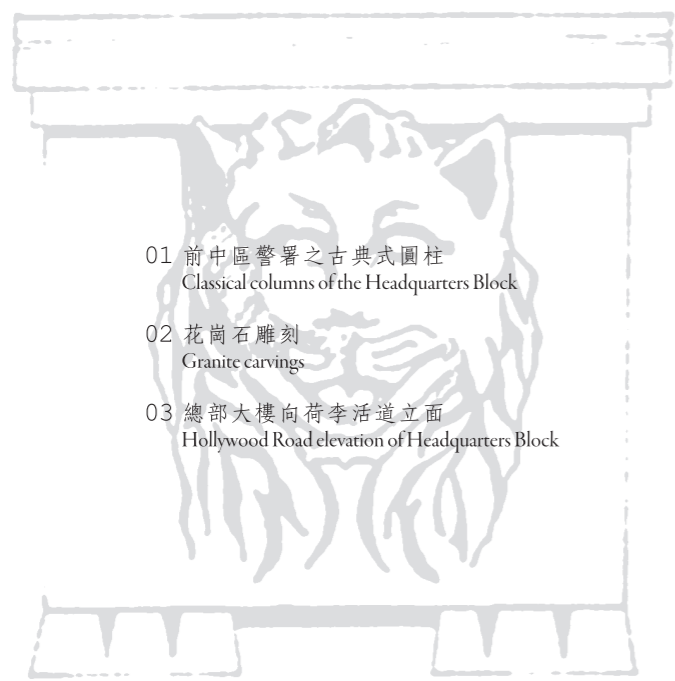 01 前中區警署之古典式圓柱
Classical columns of the Headquarters Block
02 花崗石雕刻
Granite carvings
03 總部大樓向荷李活道立面
Hollywood Road elevation of Headquarters Block